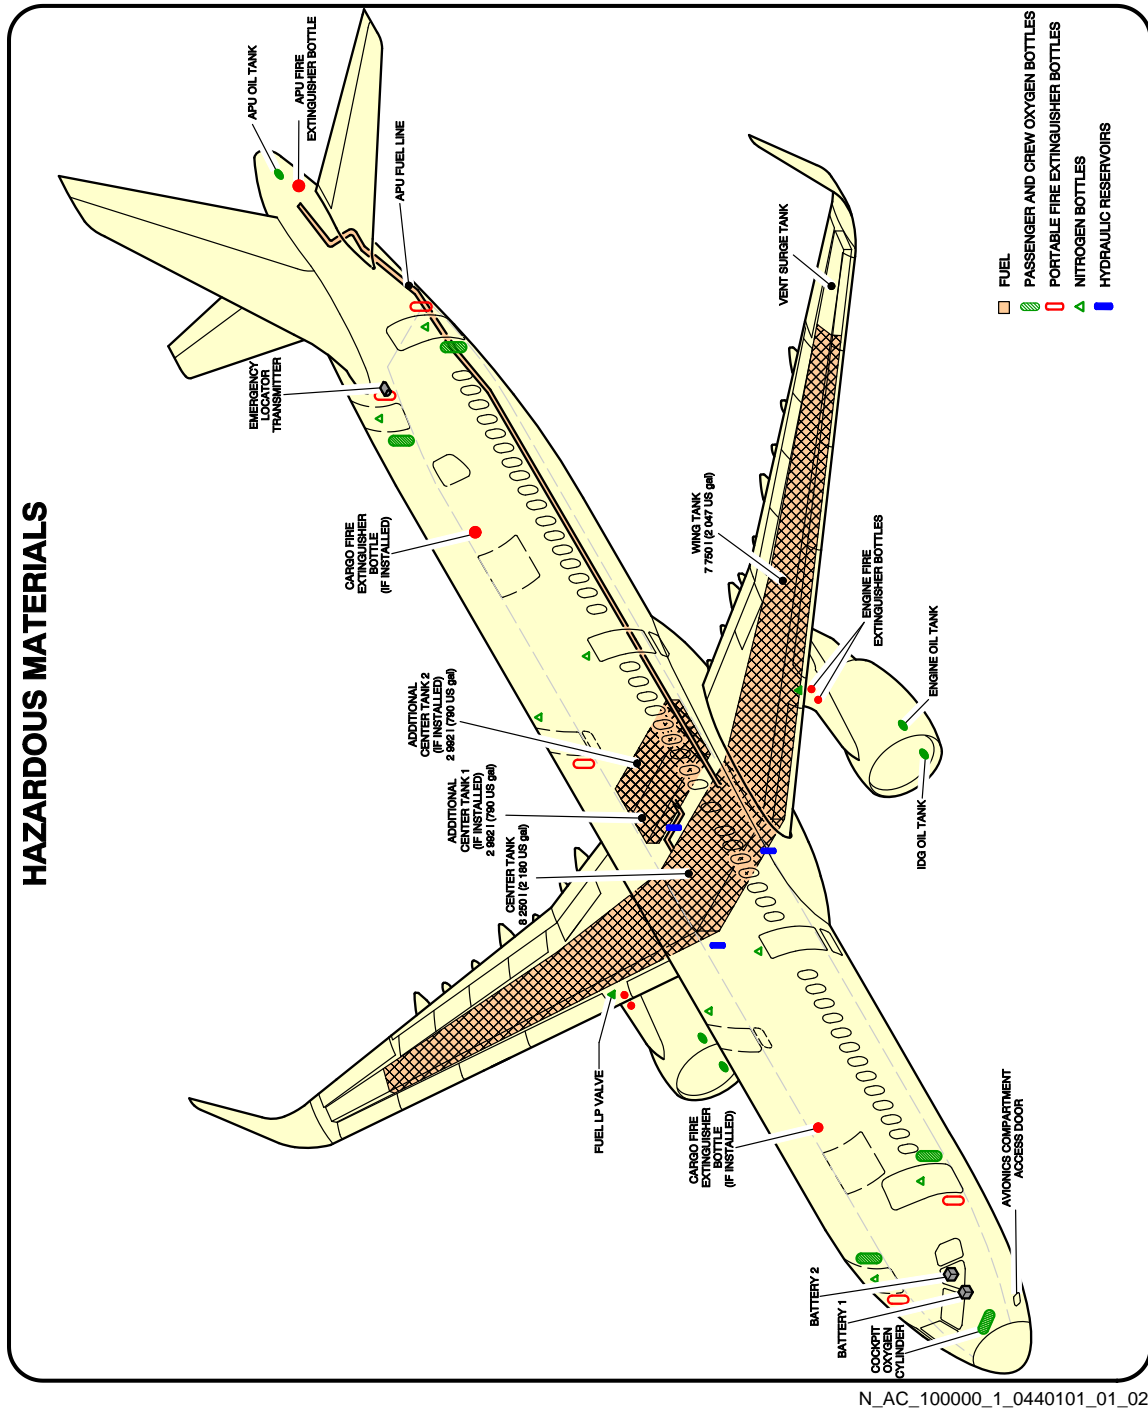 HAZARDOUS MATERIALS
APU OIL TANK
APU FIRE
EXTINGUISHER BOTTLE
APU FUEL LINE
EMERGENCY
LOCATOR
TRANSMITTER
CARGO FIRE
EXTINGUISHER
BOTTLE
(IF INSTALLED)
ADDITIONAL
CENTER TANK 2
(IF INSTALLED)
2 992 l (790 US gal)
ADDITIONAL
CENTER TANK 1
(IF INSTALLED)
2 992 l (790 US gal)
CENTER TANK
8 250 l (2 180 US gal)
FUEL LP VALVE
CARGO FIRE
EXTINGUISHER
BOTTLE
(IF INSTALLED)
BATTERY 2
BATTERY 1
COCKPIT
OXYGEN
CYLINDER
AVIONICS COMPARTMENT
ACCESS DOOR
IDG OIL TANK
ENGINE OIL TANK
ENGINE FIRE
EXTINGUISHER BOTTLES
WING TANK
7 750 l (2 047 US gal)
VENT SURGE TANK
FUEL
PASSENGER AND CREW OXYGEN BOTTLES
PORTABLE FIRE EXTINGUISHER BOTTLES
NITROGEN BOTTLES
HYDRAULIC RESERVOIRS
N_AC_100000_1_0440101_01_02